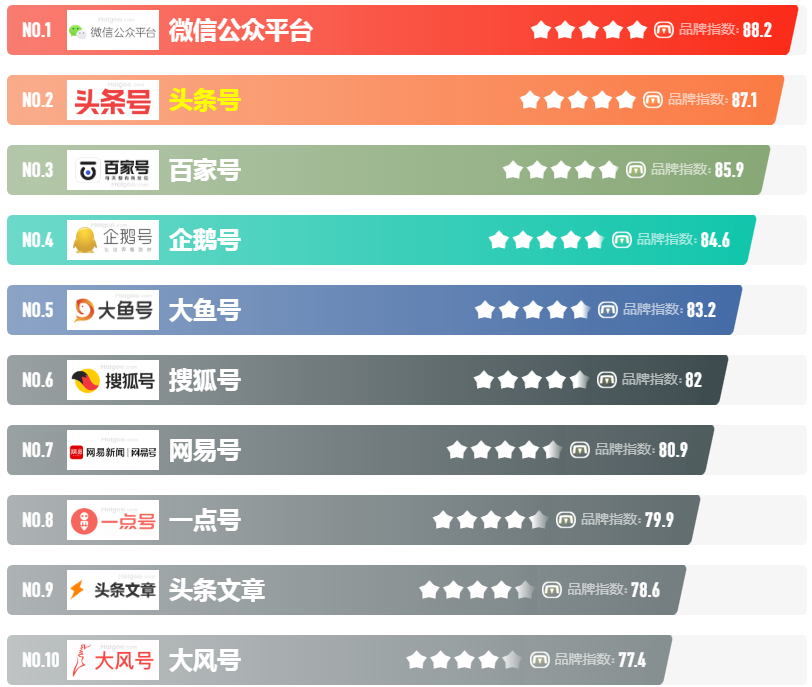 NO.1 微信公众平台 微信公众平台 品牌指数: 88.2
NO.2 头条号 头条号 品牌指数: 87.1
NO.3 百家号 百家号 品牌指数: 85.9
NO.4 企鹅号 企鹅号 品牌指数: 84.6
NO.5 大鱼号 大鱼号 品牌指数: 83.2
NO.6 搜狐号 搜狐号 品牌指数: 82
NO.7 网易 网易新闻 网易号 网易号 品牌指数: 80.9
NO.8 一点号 一点号 品牌指数: 79.9
NO.9 头条文章 头条文章 品牌指数: 78.6
NO.10 大风号 大风号 品牌指数: 77.4